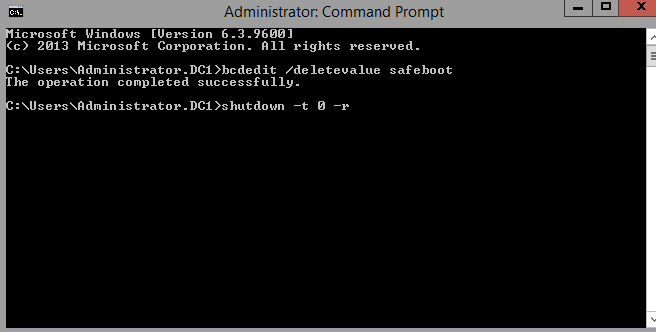 Administrator: Command Prompt
Microsoft Windows [Version 6.3.9600]
(c) 2013 Microsoft Corporation. All rights reserved.
C:\Users\Administrator.DC1>bcdedit /deletevalue safeboot
The operation completed successfully.
C:\Users\Administrator.DC1>shutdown -t 0 -r